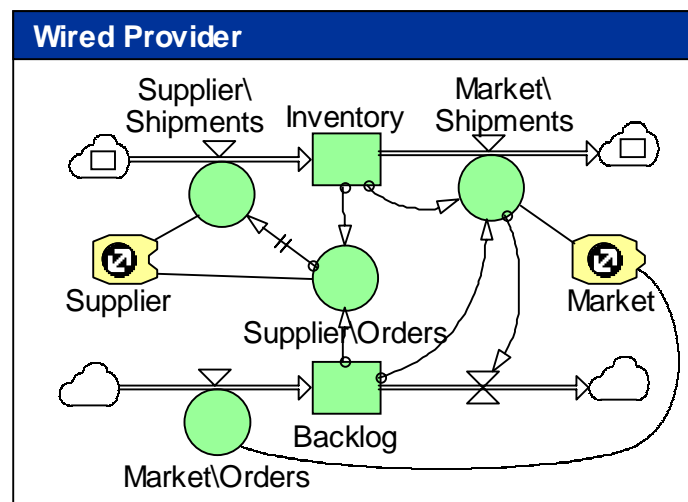 Wired Provider
Supplier\
Shipments
Inventory
Market\
Shipments
Supplier
Market
Supplier\Orders
Backlog
Market\Orders